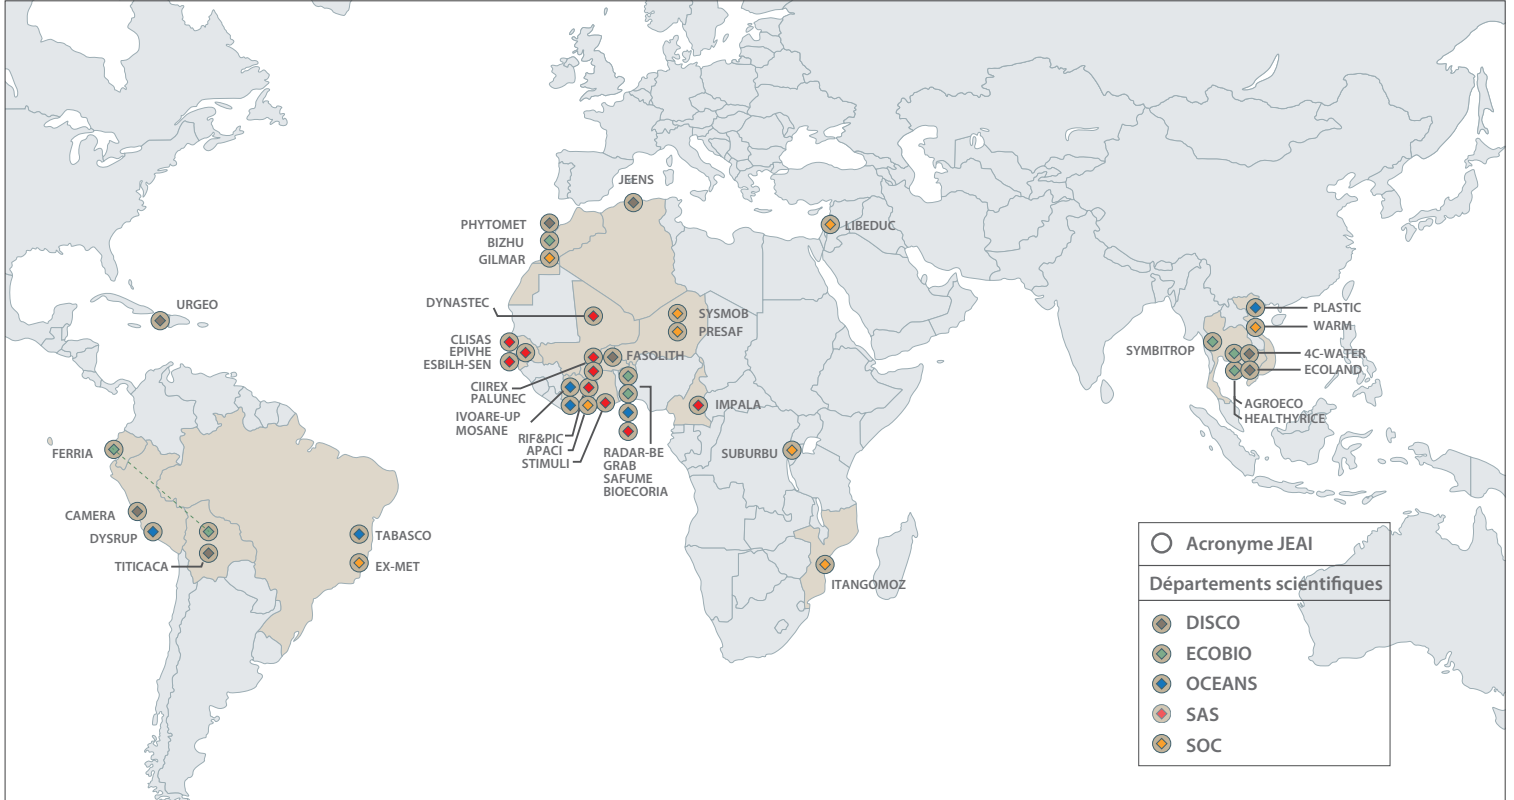 JEENS
PHYTOMET
BIZHU
GILMAR
LIBEDUC
URGEO
DYNASTEC
SYSMOB
PRESAF
CLISAS
EPIVHE
ESBILH-SEN
FASOLITH
CIIREX
PALUNEC
IVOARE-UP
MOSANE
RIF&PIC
APACI
STIMULI
RADAR-BE
GRAB
SAFUME
BIOECORIA
IMPALA
SUBURBU
ITANGOMOZ
PLASTIC
WARM
SYMBITROP
4C-WATER
ECOLAND
AGROECO
HEALTHYRICE
FERRIA
CAMERA
DYSRUP
TITICACA
TABASCO
EX-MET
Acronyme JEAI
Départements scientifiques
DISCO
ECOBIO
OCEANS
SAS
SOC